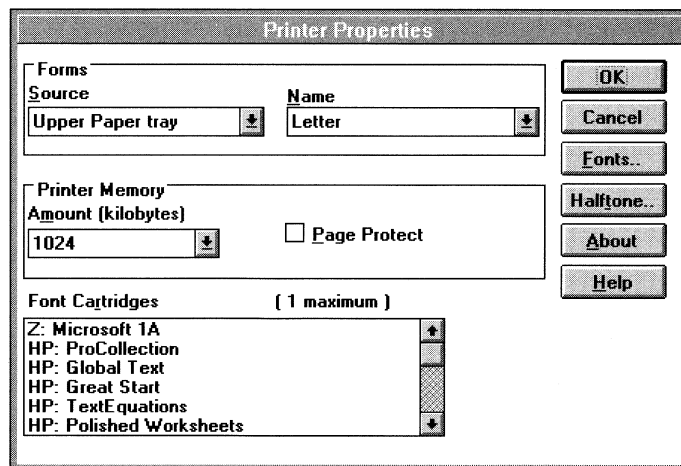 Printer Properties
Forms
Source
Name
Upper Paper tray
Letter
Printer Memory
Amount (kilobytes)
1024
Page Protect
Font Cartridges ( 1 maximum )
Z: Microsoft 1A
HP: ProCollection
HP: Global Text
HP: Great Start
HP: TextEquations
HP: Polished Worksheets
OK
Cancel
Fonts..
Halftone..
About
Help